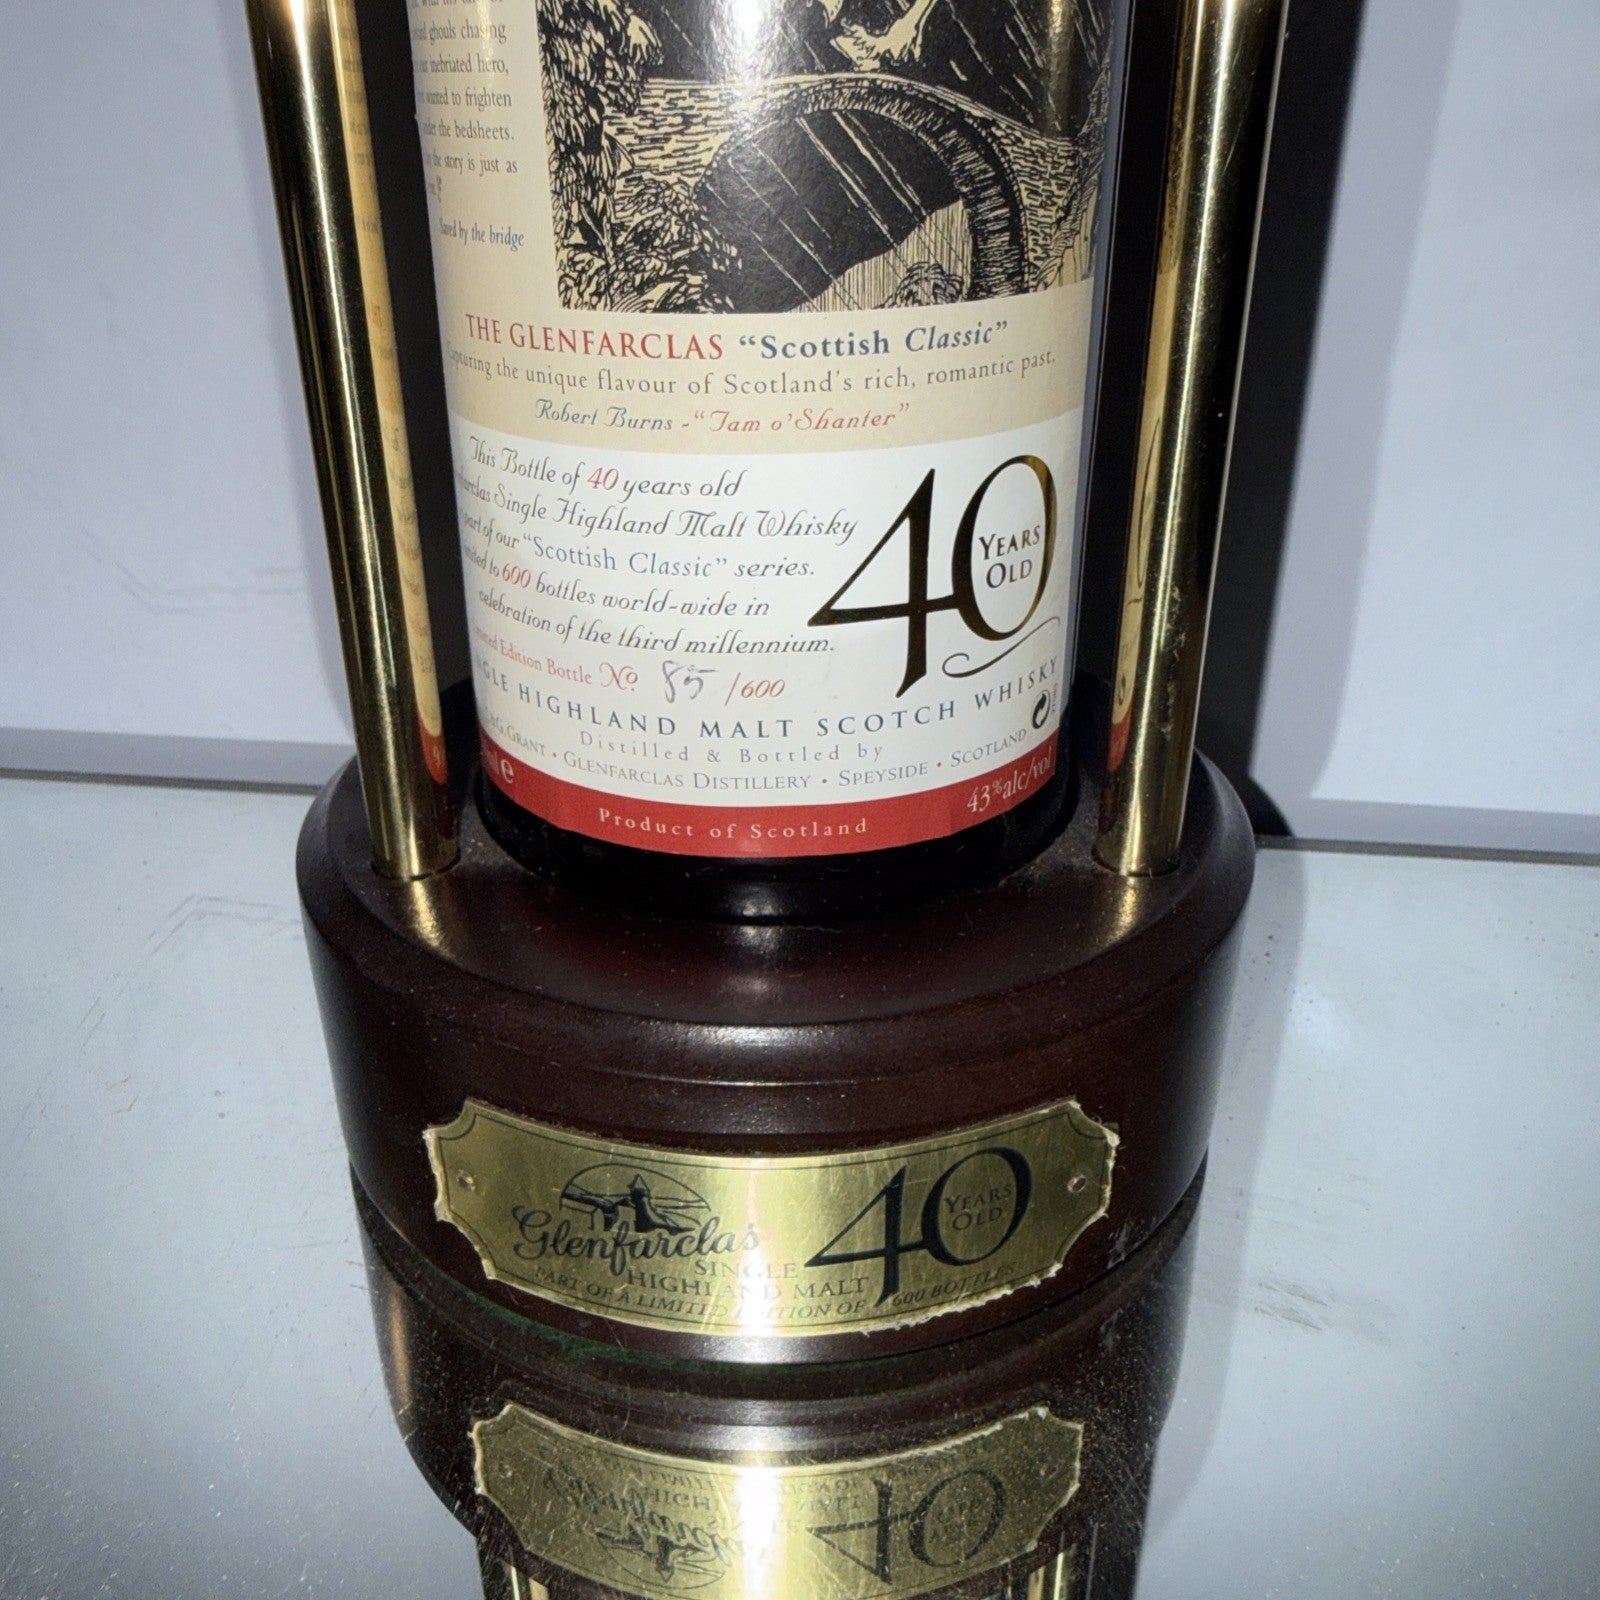 ghouls chasing
inebriated hero,
wanted to frighten
the bedsheets.
the story is just as
Saved by the bridge
THE GLENFARCLAS "Scottish Classic"
Capturing the unique flavour of Scotland's rich, romantic past.
Robert Burns - "Tam o'Shanter"
This Bottle of 40 years old
Single Highland Malt Whisky
part of our "Scottish Classic" series.
to 600 bottles world-wide in
celebration of the third millennium.
Edition Bottle No 85 /600
HIGHLAND MALT SCOTCH WHISKY
Distilled & Bottled by
GRANT • GLENFARCLAS DISTILLERY • SPEYSIDE • SCOTLAND
e
43% alc/vol
Product of Scotland
40
YEARS
OLD
Glenfarclas
SINGLE
HIGHLAND MALT
PART OF A LIMITED EDITION OF 600 BOTTLES
40
YEARS
OLD